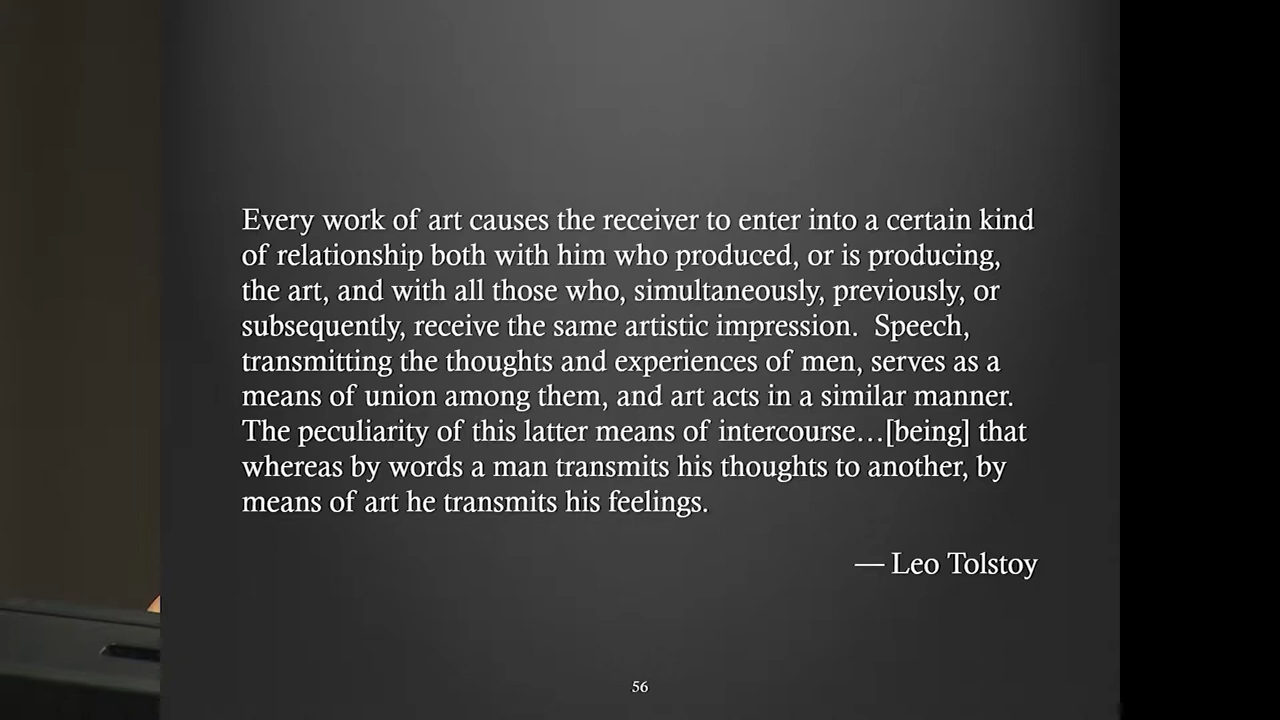 Every work of art causes the receiver to enter into a certain kind
of relationship both with him who produced, or is producing,
the art, and with all those who, simultaneously, previously, or
subsequently, receive the same artistic impression.  Speech,
transmitting the thoughts and experiences of men, serves as a
means of union among them, and art acts in a similar manner.
The peculiarity of this latter means of intercourse…[being] that
whereas by words a man transmits his thoughts to another, by
means of art he transmits his feelings.
— Leo Tolstoy
56